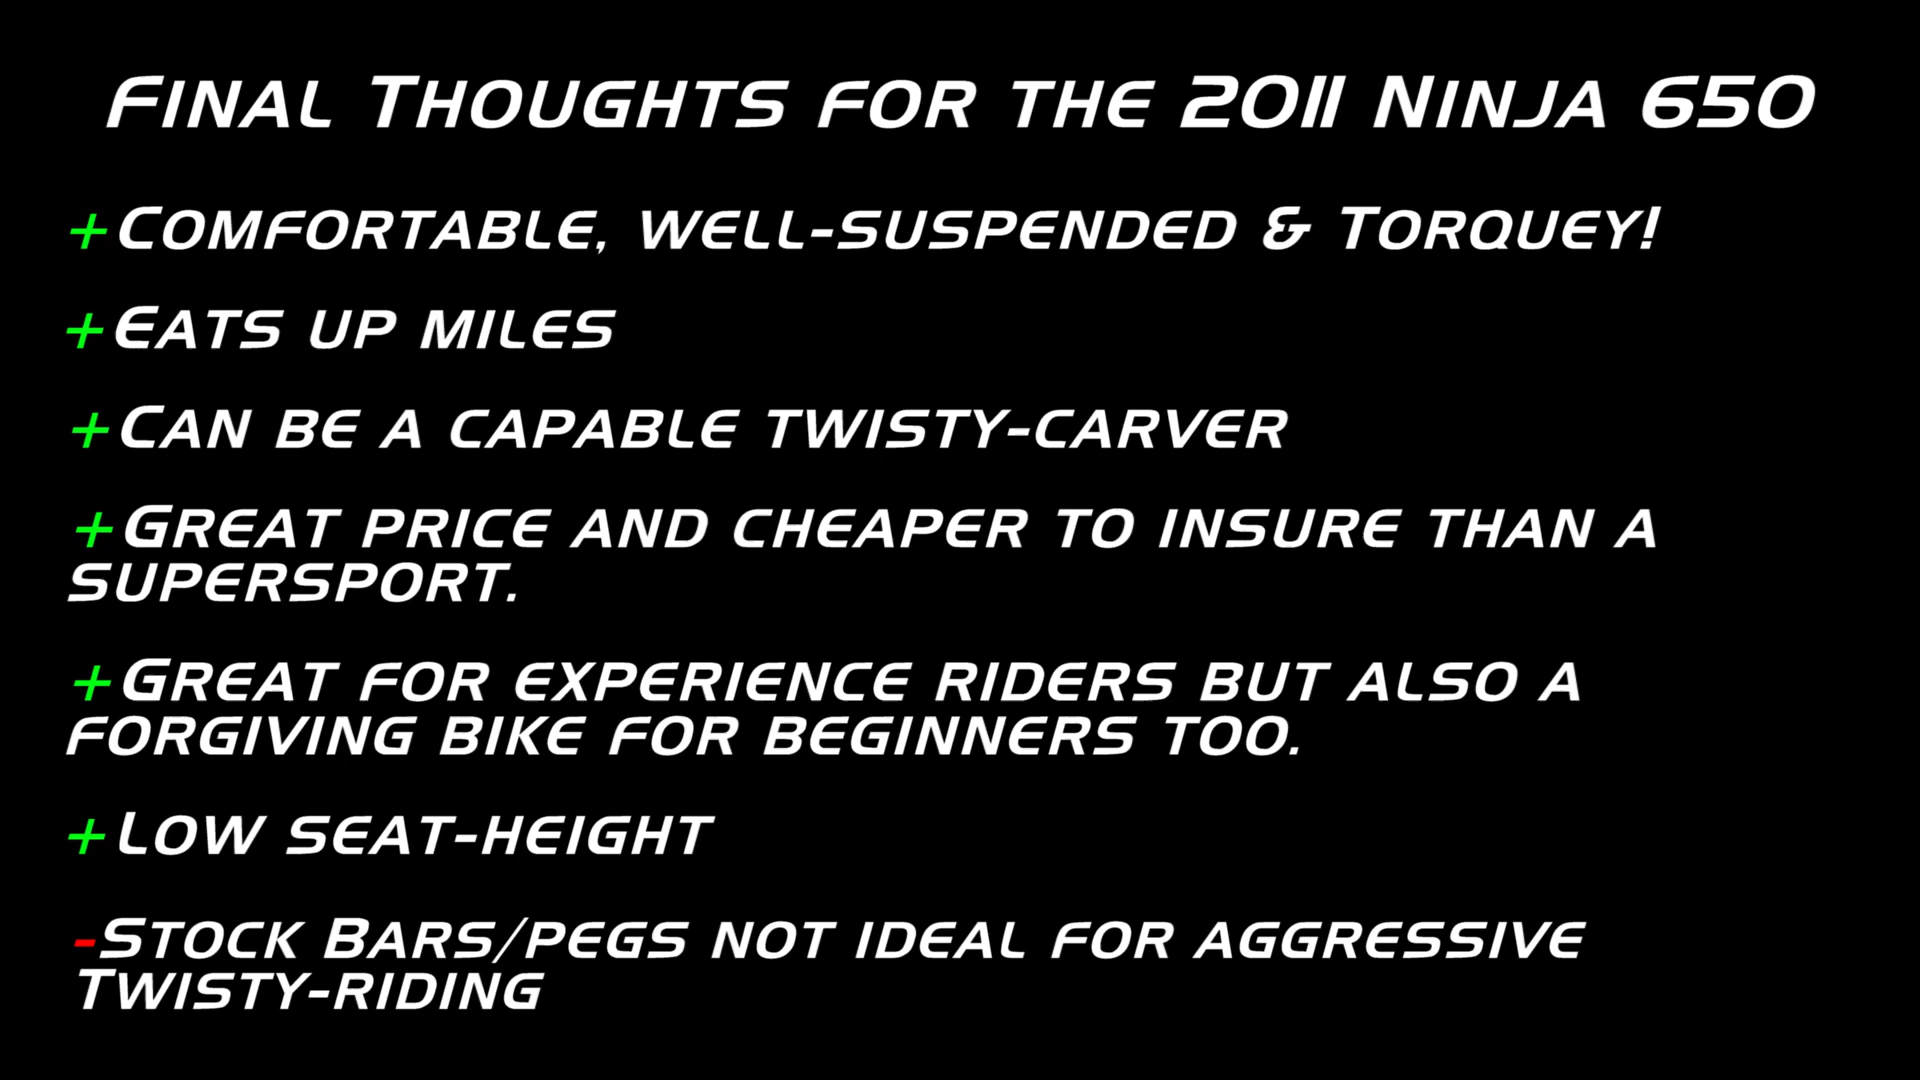 Final Thoughts for the 2011 Ninja 650
+Comfortable, well-suspended & Torquey!
+Eats up miles
+Can be a capable twisty-carver
+Great price and cheaper to insure than a
supersport.
+Great for experience riders but also a
forgiving bike for beginners too.
+Low seat-height
-Stock Bars/pegs not ideal for aggressive
Twisty-riding